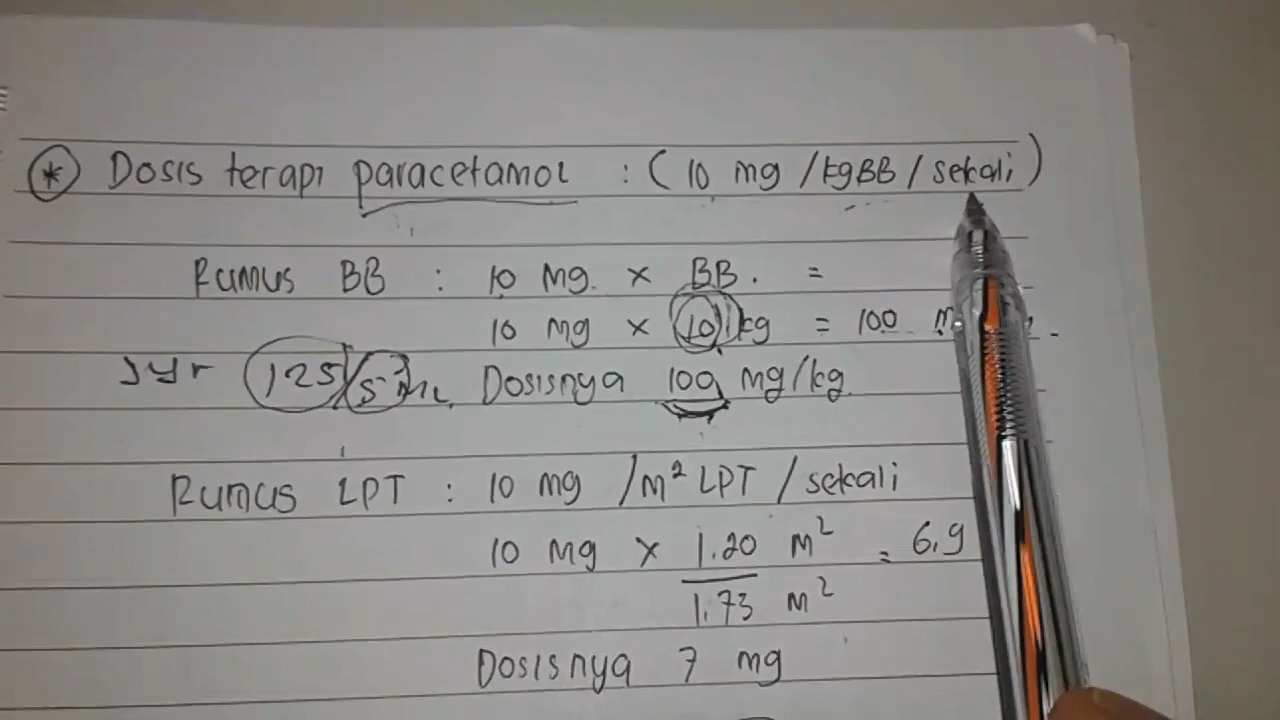 * Dosis terapi paracetamol : (10 mg /kgBB / sekali)
Rumus BB : 10 mg. x BB. =
10 mg x 10 kg = 100
syr 125/5 mL Dosisnya 100 mg/kg.
Rumus LPT : 10 mg /m² LPT / sekali
10 mg x 1.20 m² = 6,9
1.73 m²
Dosisnya 7 mg